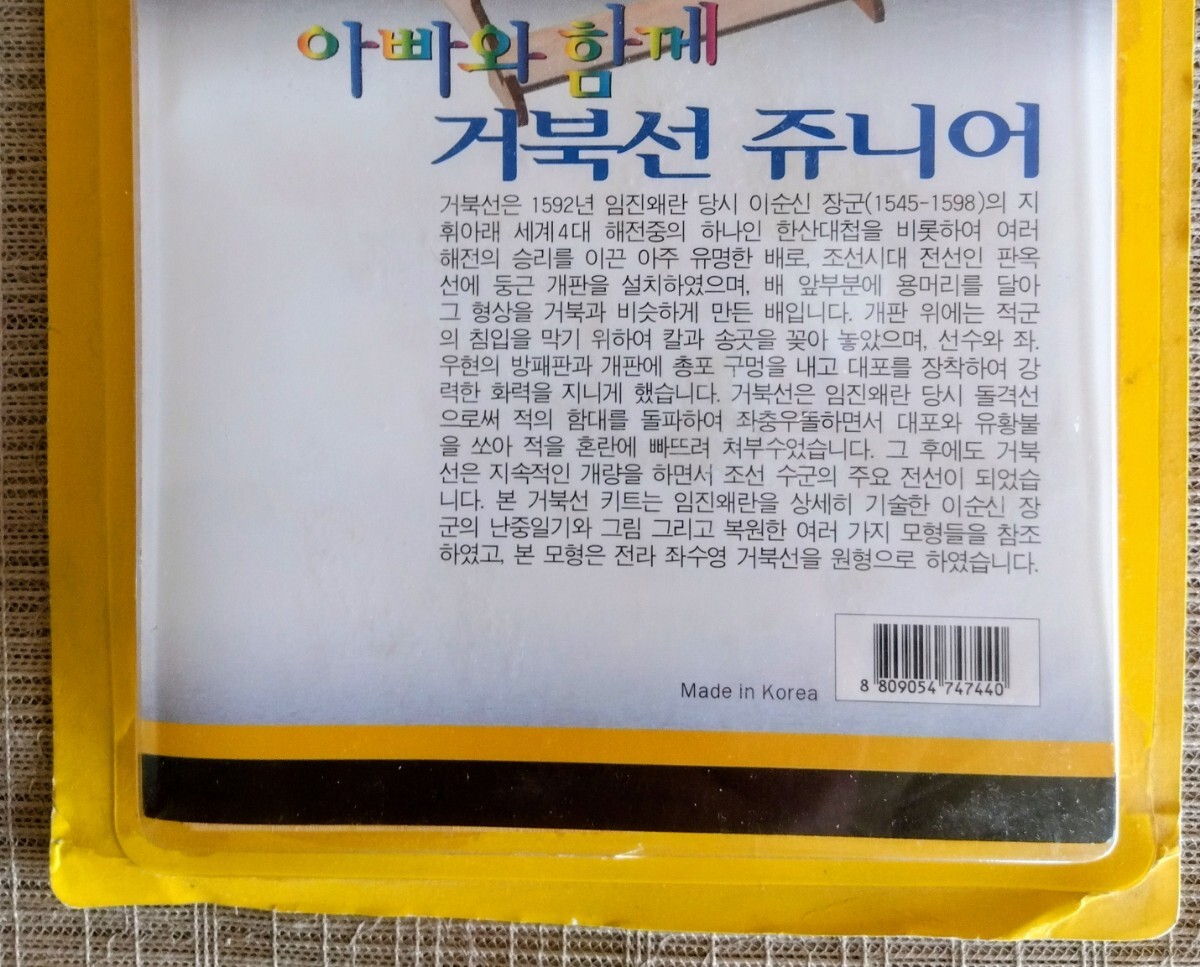 아빠와 함께
거북선 쥬니어
거북선은 1592년 임진왜란 당시 이순신 장군(1545-1598)의 지
휘아래 세계4대 해전중의 하나인 한산대첩을 비롯하여 여러
해전의 승리를 이끈 아주 유명한 배로, 조선시대 전선인 판옥
선에 둥근 개판을 설치하였으며, 배 앞부분에 용머리를 달아
그 형상을 거북과 비슷하게 만든 배입니다. 개판 위에는 적군
의 침입을 막기 위하여 칼과 송곳을 꽂아 놓았으며, 선수와 좌.
우현의 방패판과 개판에 총포 구멍을 내고 대포를 장착하여 강
력한 화력을 지니게 했습니다. 거북선은 임진왜란 당시 돌격선
으로써 적의 함대를 돌파하여 좌충우돌하면서 대포와 유황불
을 쏘아 적을 혼란에 빠뜨려 쳐부수었습니다. 그 후에도 거북
선은 지속적인 개량을 하면서 조선 수군의 주요 전선이 되었습
니다. 본 거북선 키트는 임진왜란을 상세히 기술한 이순신 장
군의 난중일기와 그림 그리고 복원한 여러 가지 모형들을 참조
하였고, 본 모형은 전라 좌수영 거북선을 원형으로 하였습니다.
Made in Korea
8 809054 747440